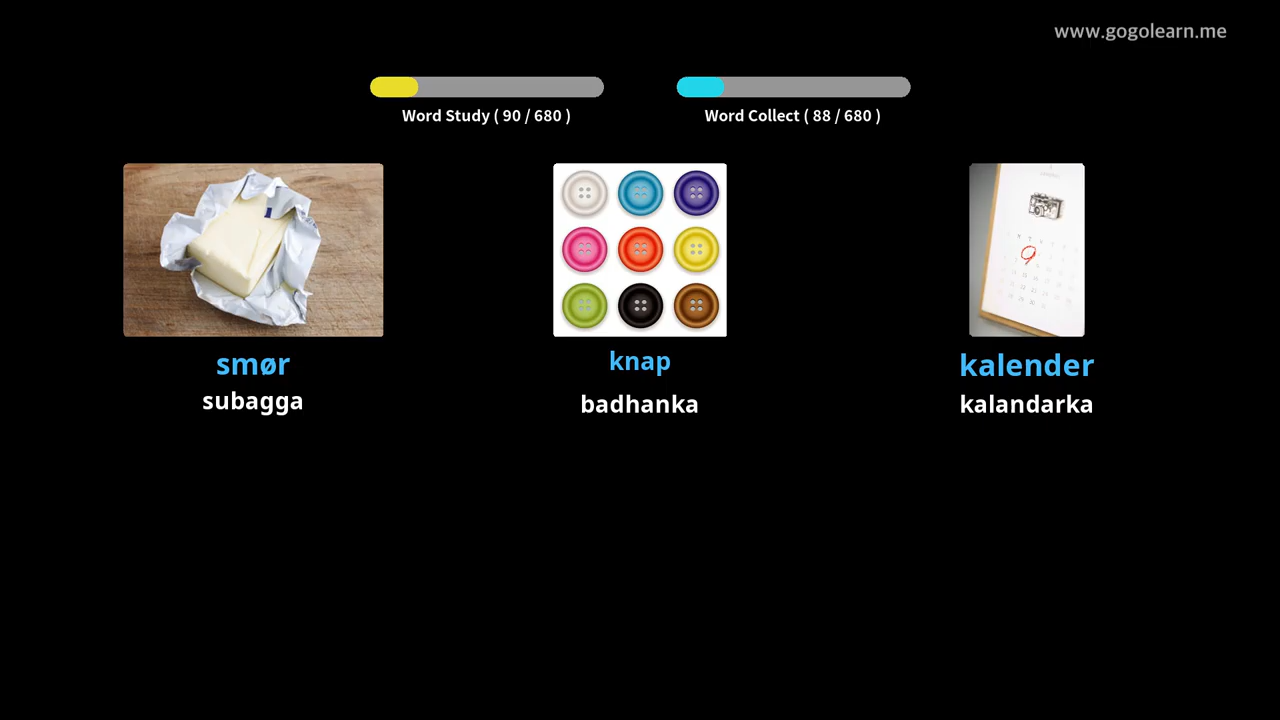 www.gogolearn.me
Word Study ( 90 / 680 )
Word Collect ( 88 / 680 )
smør
subagga
knap
badhanka
kalender
kalandarka